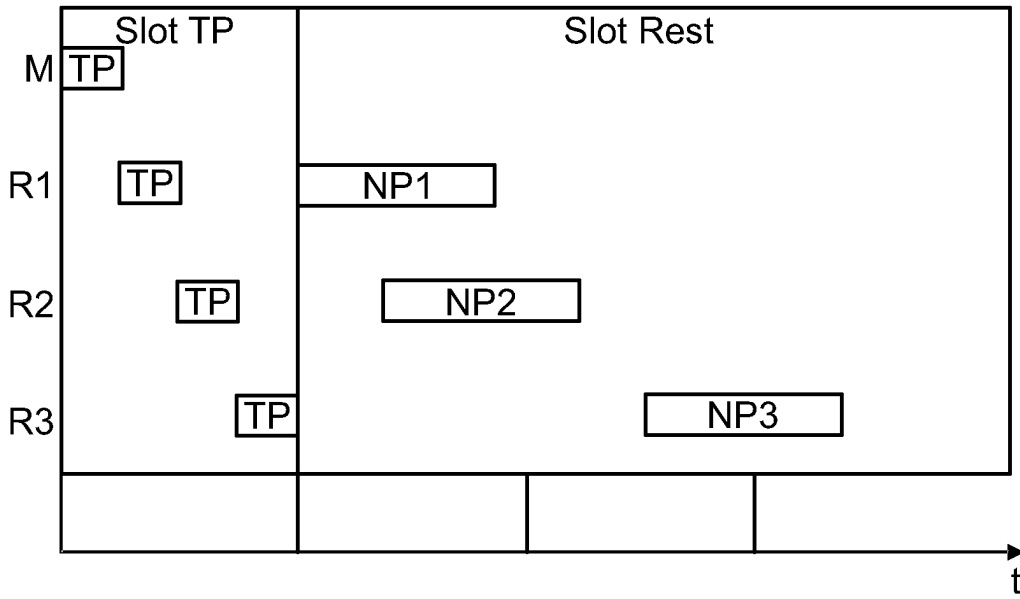 Slot TP Slot Rest
M TP
R1 TP NP1
R2 TP NP2
R3 TP NP3
t